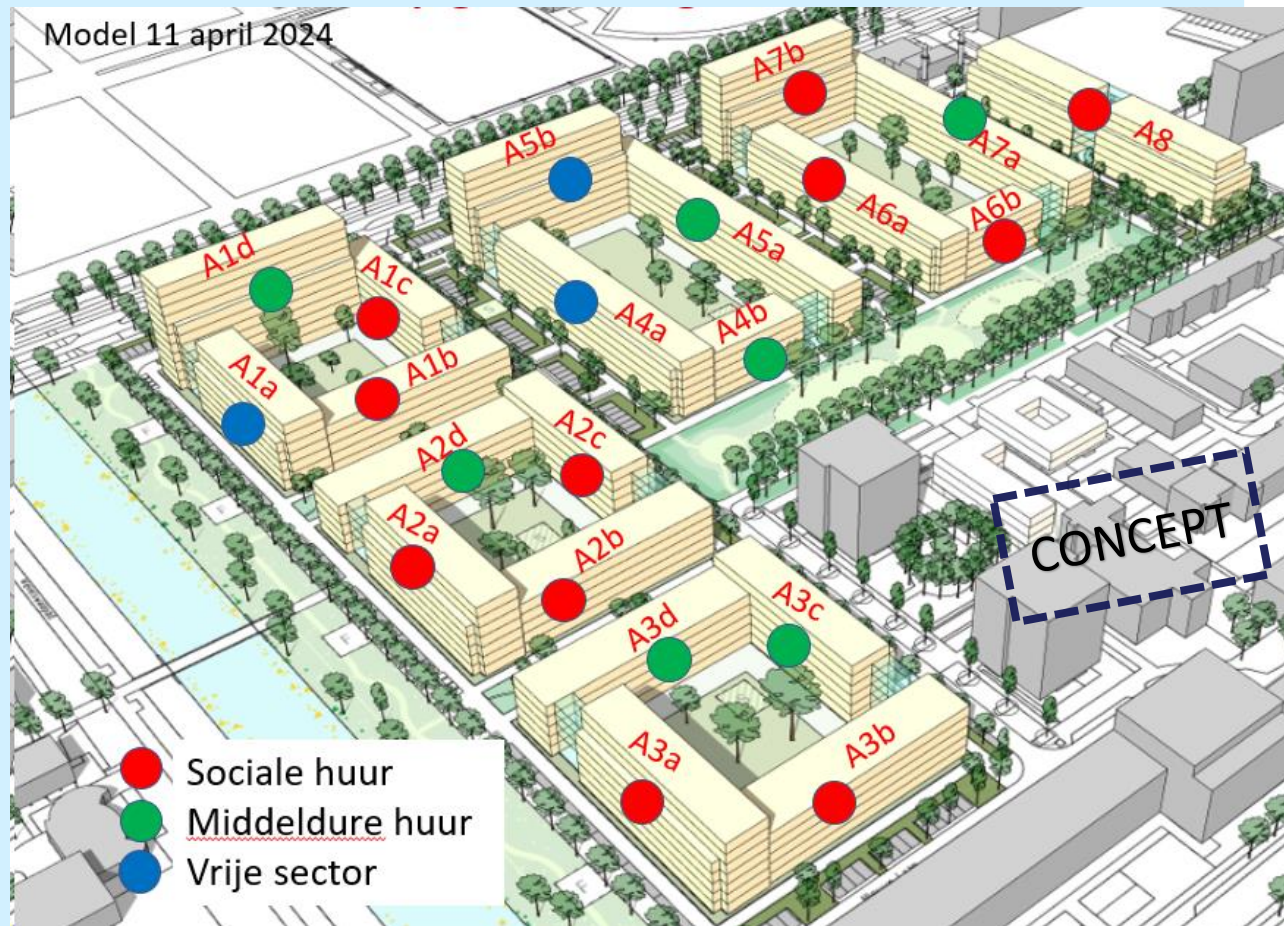 Model 11 april 2024
A7b
A8
A7a
A5b
A6a
A6b
A5a
A1d
A1c
A4a
A4b
A1b
A1a
A2c
A2d
A2a
A2b
CONCEPT
A3c
A3d
A3a
A3b
Sociale huur
Middeldure huur
Vrije sector